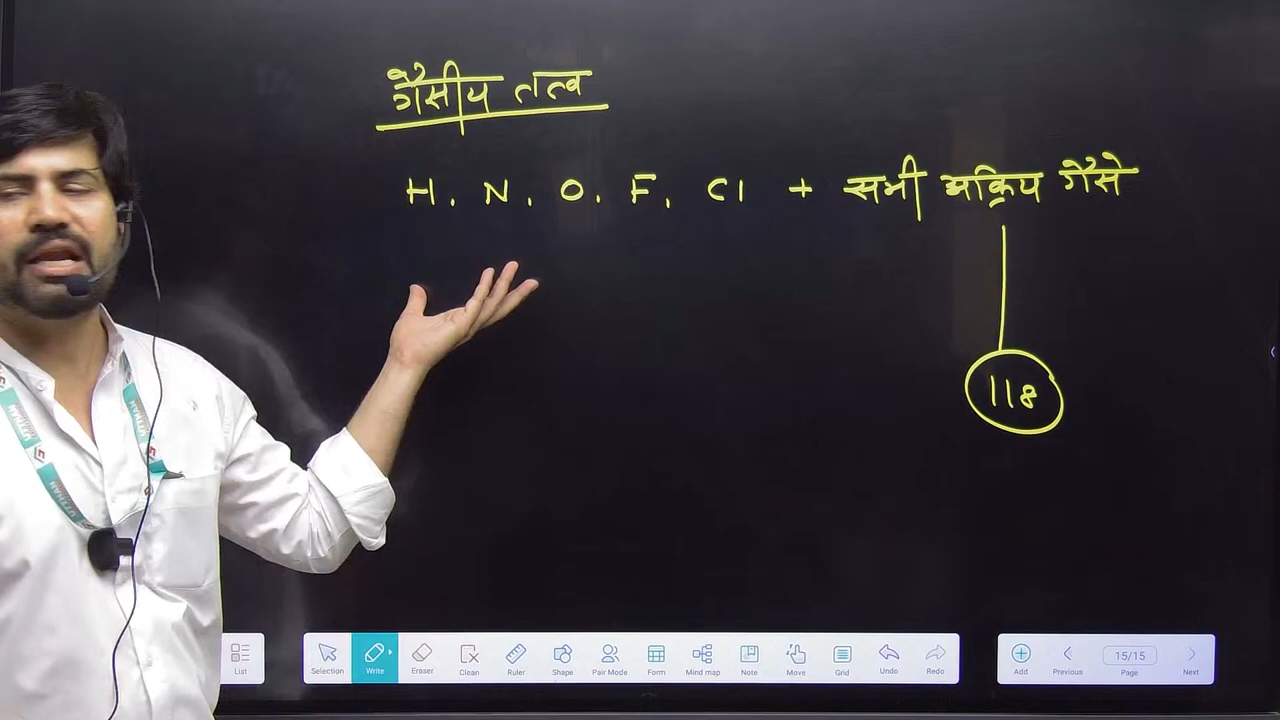 गैसीय तत्व
H. N. O. F. Cl + सभी अक्रिय गैसे
118
List
Selection Write Eraser Clean Ruler Shape Pair Mode Form Mind map Note Move Grid Undo Redo
Add Previous 15/15 Page Next